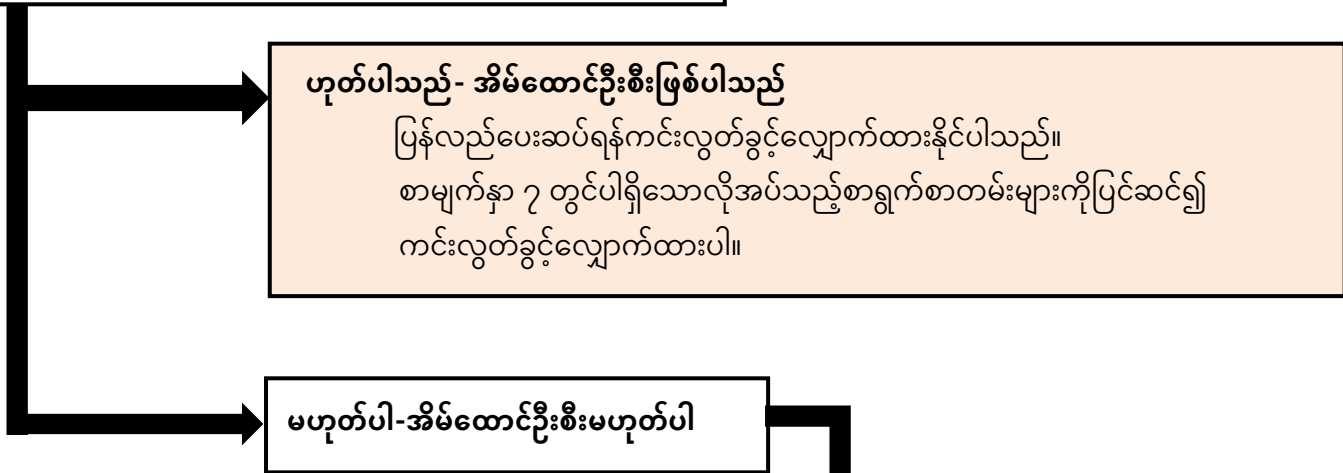 ဟုတ်ပါသည်- အိမ်ထောင်ဦးစီးဖြစ်ပါသည်
ပြန်လည်ပေးဆပ်ရန်ကင်းလွတ်ခွင့်လျှောက်ထားနိုင်ပါသည်။
စာမျက်နှာ ၇ တွင်ပါရှိသောလိုအပ်သည့်စာရွက်စာတမ်းများကိုပြင်ဆင်၍
ကင်းလွတ်ခွင့်လျှောက်ထားပါ။
မဟုတ်ပါ-အိမ်ထောင်ဦးစီးမဟုတ်ပါ